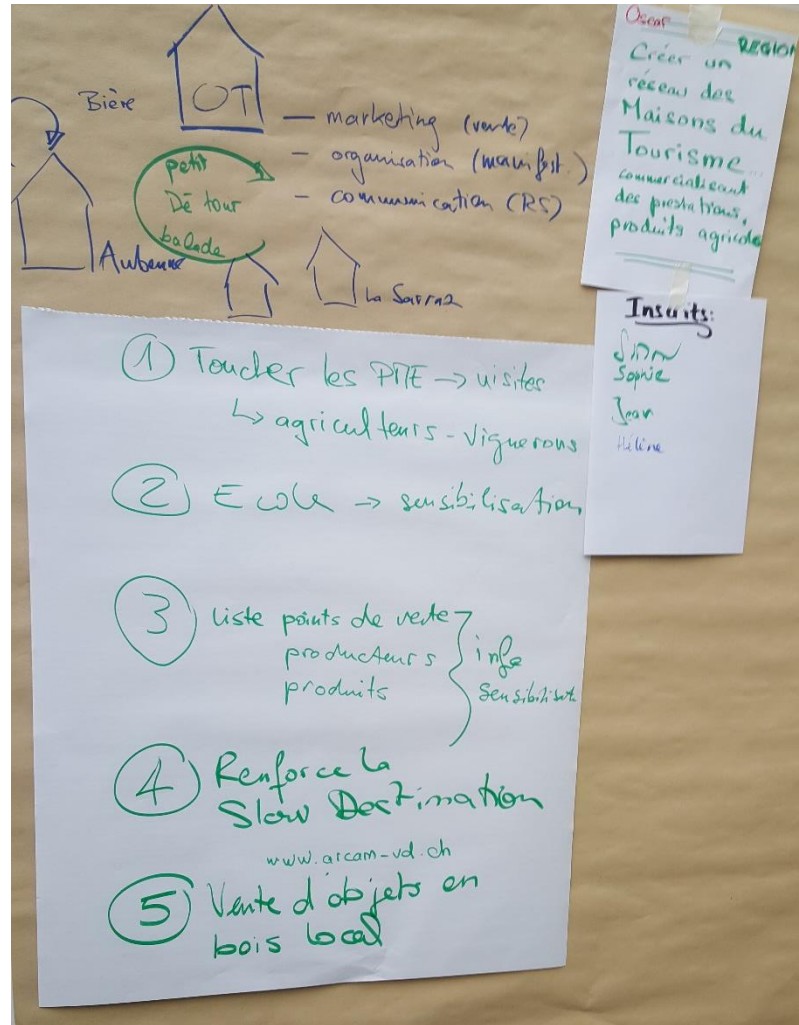 Bière
OT
— marketing (vente)
- organisation (manifest.)
- communication (RS)
petit
Dé tour
balade
Aubonne
La Sarraz
Oscar
REGION
Créer un
réseau des
Maisons du
Tourisme
commercialisant
des prestations,
produits agricole
Inscrits:
Sophie
Jean
Hélène
① Toucher les PME → visites
↳ agriculteurs - vignerons
② Ecole → sensibilisation
③ Liste points de vente
producteurs
produits
info
sensibilisat
④ Renforce la
Slow Destination
www.arcam-vd.ch
⑤ Vente d'objets en
bois local